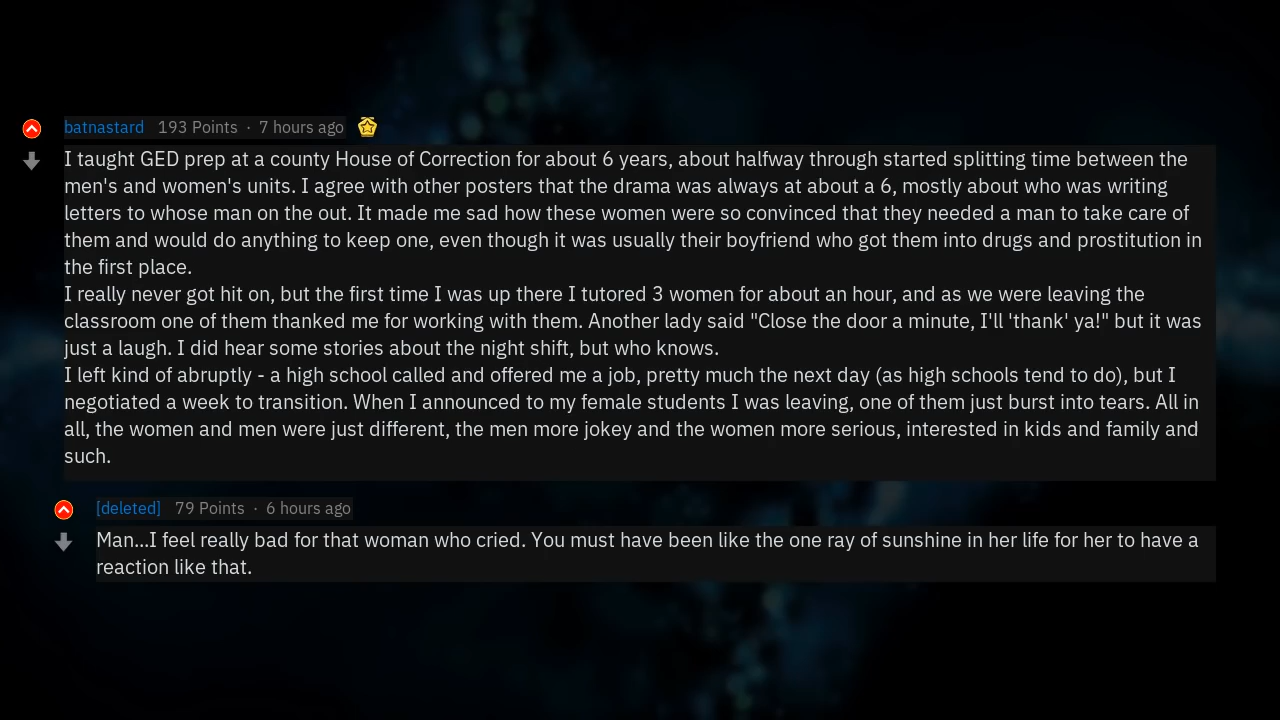 batnastard 193 Points · 7 hours ago
I taught GED prep at a county House of Correction for about 6 years, about halfway through started splitting time between the
men's and women's units. I agree with other posters that the drama was always at about a 6, mostly about who was writing
letters to whose man on the out. It made me sad how these women were so convinced that they needed a man to take care of
them and would do anything to keep one, even though it was usually their boyfriend who got them into drugs and prostitution in
the first place.
I really never got hit on, but the first time I was up there I tutored 3 women for about an hour, and as we were leaving the
classroom one of them thanked me for working with them. Another lady said "Close the door a minute, I'll 'thank' ya!" but it was
just a laugh. I did hear some stories about the night shift, but who knows.
I left kind of abruptly - a high school called and offered me a job, pretty much the next day (as high schools tend to do), but I
negotiated a week to transition. When I announced to my female students I was leaving, one of them just burst into tears. All in
all, the women and men were just different, the men more jokey and the women more serious, interested in kids and family and
such.
[deleted] 79 Points · 6 hours ago
Man...I feel really bad for that woman who cried. You must have been like the one ray of sunshine in her life for her to have a
reaction like that.